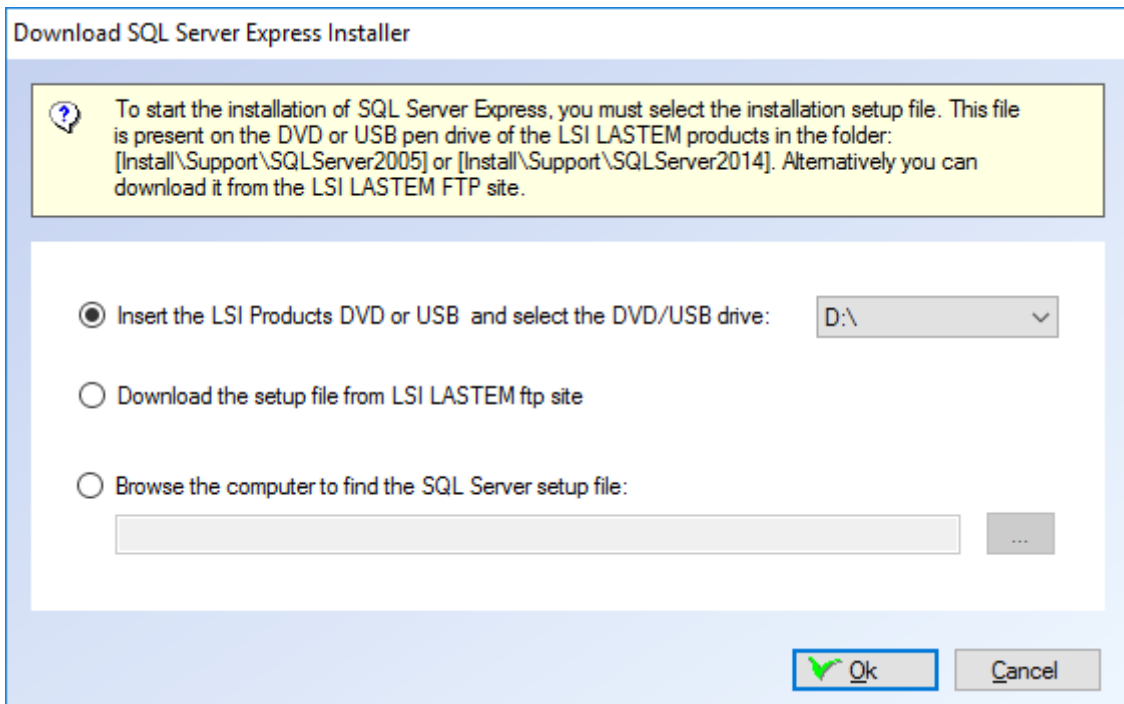 Download SQL Server Express Installer
To start the installation of SQL Server Express, you must select the installation setup file. This file
is present on the DVD or USB pen drive of the LSI LASTEM products in the folder:
[Install\Support\SQLServer2005] or [Install\Support\SQLServer2014]. Alternatively you can
download it from the LSI LASTEM FTP site.
Insert the LSI Products DVD or USB  and select the DVD/USB drive: D:\
Download the setup file from LSI LASTEM ftp site
Browse the computer to find the SQL Server setup file:
...
Ok Cancel